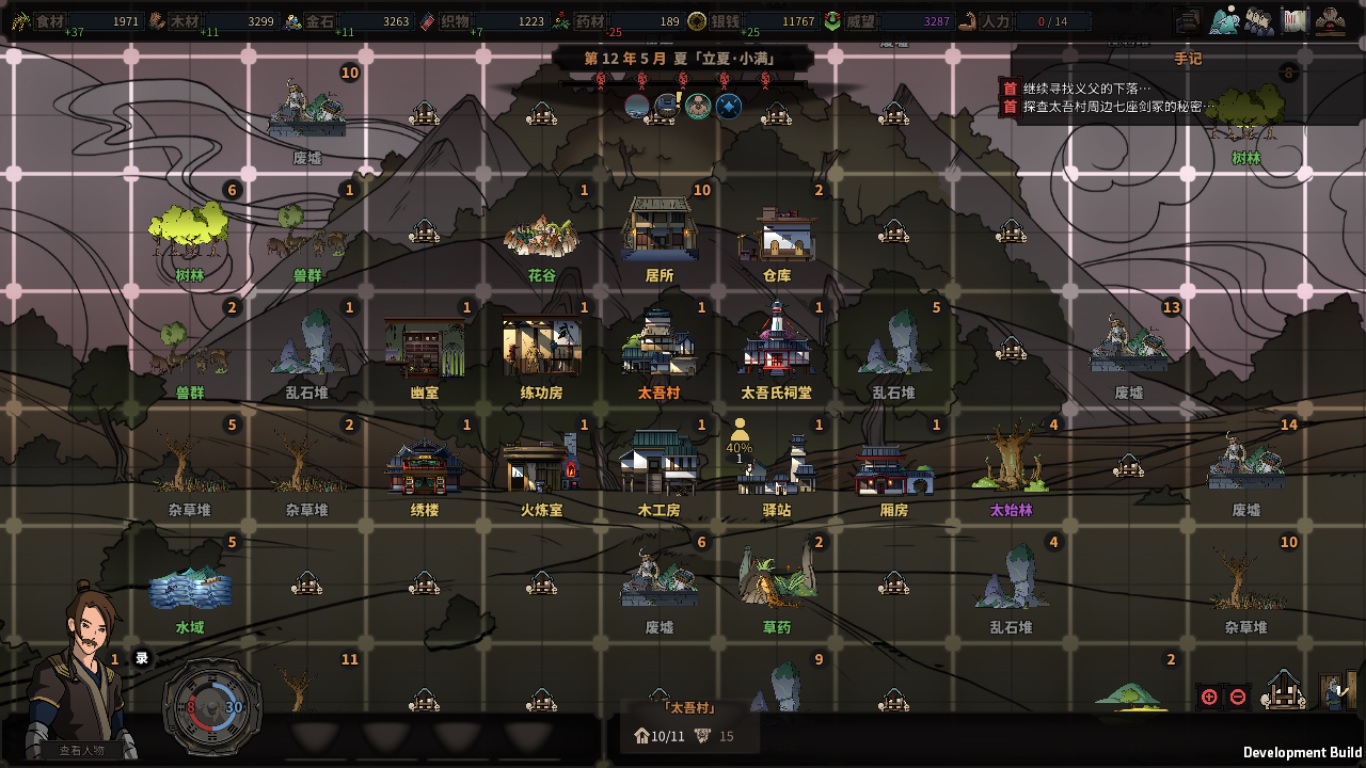 食材 1971 木材 3299 金石 3263 织物 1223 药材 189 银钱 11767 威望 3287 人力 0 / 14
+37 +11 +11 +7 -25 +25
第 12 年 5 月 夏「立夏·小满」
手记
首 继续寻找义父的下落…
首 探查太吾村周边七座剑冢的秘密…
10 8
废墟 树林
6 1 1 10 2
树林 兽群 花谷 居所 仓库
2 1 1 1 1 1 5 13
兽群 乱石堆 幽室 练功房 太吾村 太吾氏祠堂 乱石堆 废墟
5 2 1 1 1 1 1 4 14
40%
1
杂草堆 杂草堆 绣楼 火炼室 木工房 驿站 厢房 太始林 废墟
5 6 2 4 10
水域 废墟 草药 乱石堆 杂草堆
1 录 11 9 2
8 30
「太吾村」
10/11 15
查看人物
Development Build